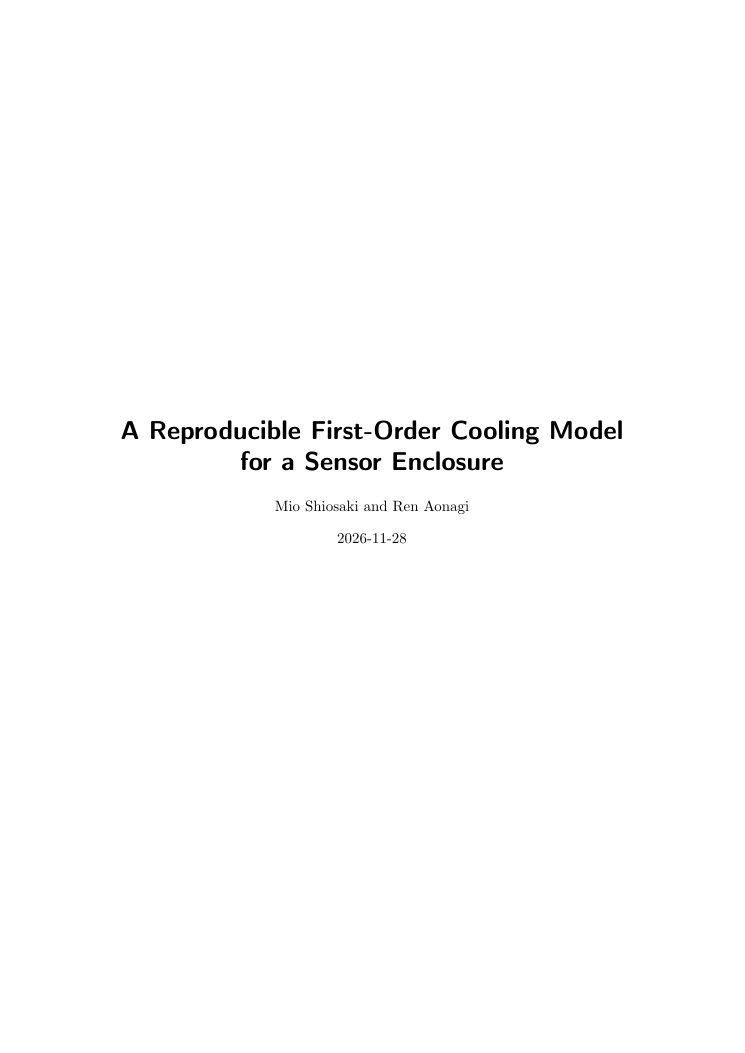 A Reproducible First-Order Cooling Model
for a Sensor Enclosure
Mio Shiosaki and Ren Aonagi
2026-11-28